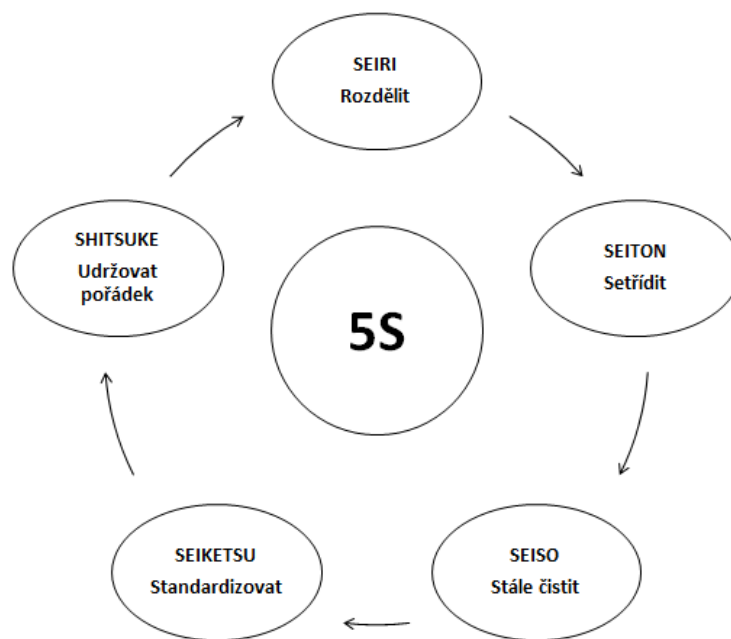 SEIRI
Rozdělit
SEITON
Setřídit
SEISO
Stále čistit
SEIKETSU
Standardizovat
SHITSUKE
Udržovat
pořádek
5S